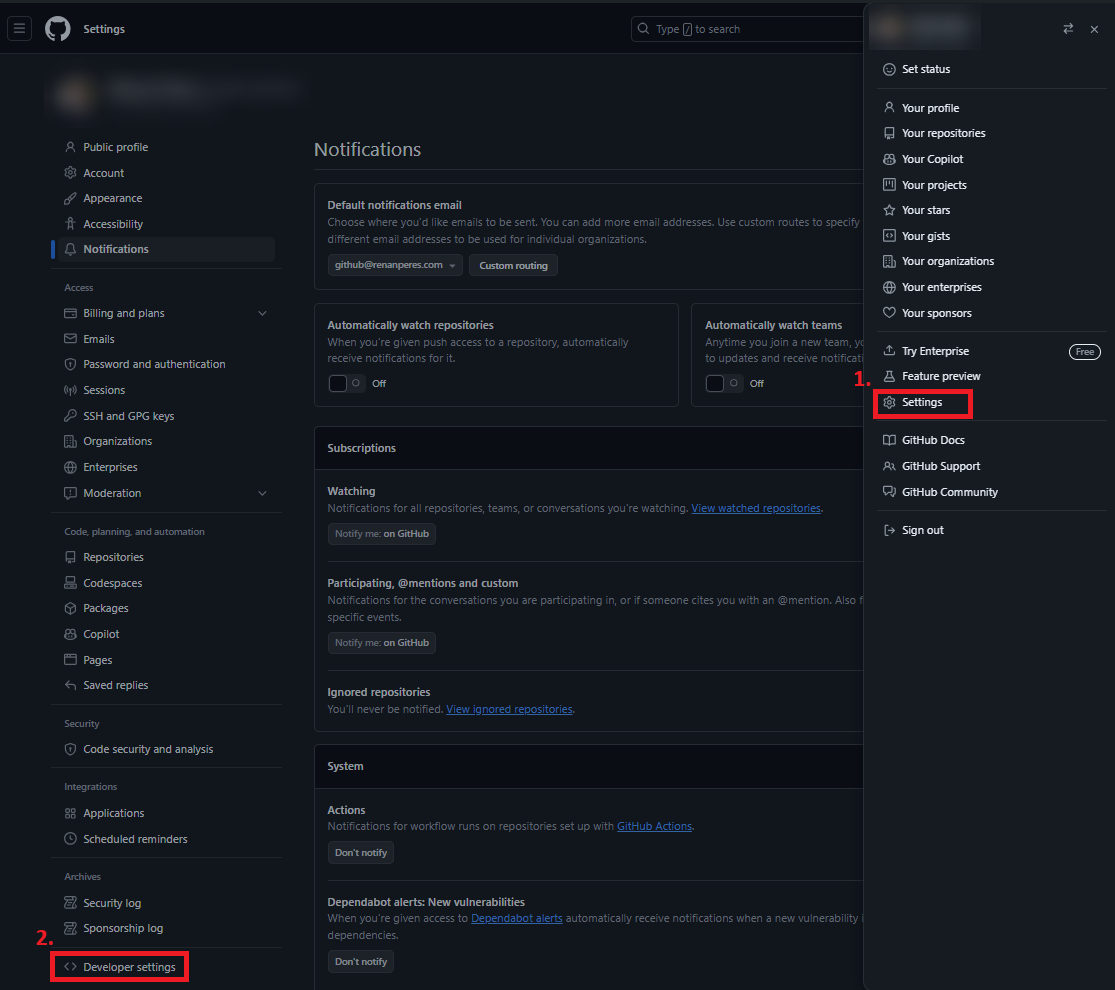 Settings
Type / to search
Public profile
Account
Appearance
Accessibility
Notifications
Access
Billing and plans
Emails
Password and authentication
Sessions
SSH and GPG keys
Organizations
Enterprises
Moderation
Code, planning, and automation
Repositories
Codespaces
Packages
Copilot
Pages
Saved replies
Security
Code security and analysis
Integrations
Applications
Scheduled reminders
Archives
Security log
Sponsorship log
2.
Developer settings
Notifications
Default notifications email
Choose where you'd like emails to be sent. You can add more email addresses. Use custom routes to specify
different email addresses to be used for individual organizations.
github@renanperes.com
Custom routing
Automatically watch repositories
When you're given push access to a repository, automatically
receive notifications for it.
Off
Automatically watch teams
Anytime you join a new team,
to updates and receive
Off
Subscriptions
Watching
Notifications for all repositories, teams, or conversations you're watching. View watched repositories.
Notify me: on GitHub
Participating, @mentions and custom
Notifications for the conversations you are participating in, or if someone cites you with an @mention. Also
specific events.
Notify me: on GitHub
Ignored repositories
You'll never be notified. View ignored repositories.
System
Actions
Notifications for workflow runs on repositories set up with GitHub Actions.
Don't notify
Dependabot alerts: New vulnerabilities
When you're given access to Dependabot alerts automatically receive notifications when a new vulnerability
dependencies.
Don't notify
Set status
Your profile
Your repositories
Your Copilot
Your projects
Your stars
Your gists
Your organizations
Your enterprises
Your sponsors
Try Enterprise
Free
Feature preview
1.
Settings
GitHub Docs
GitHub Support
GitHub Community
Sign out